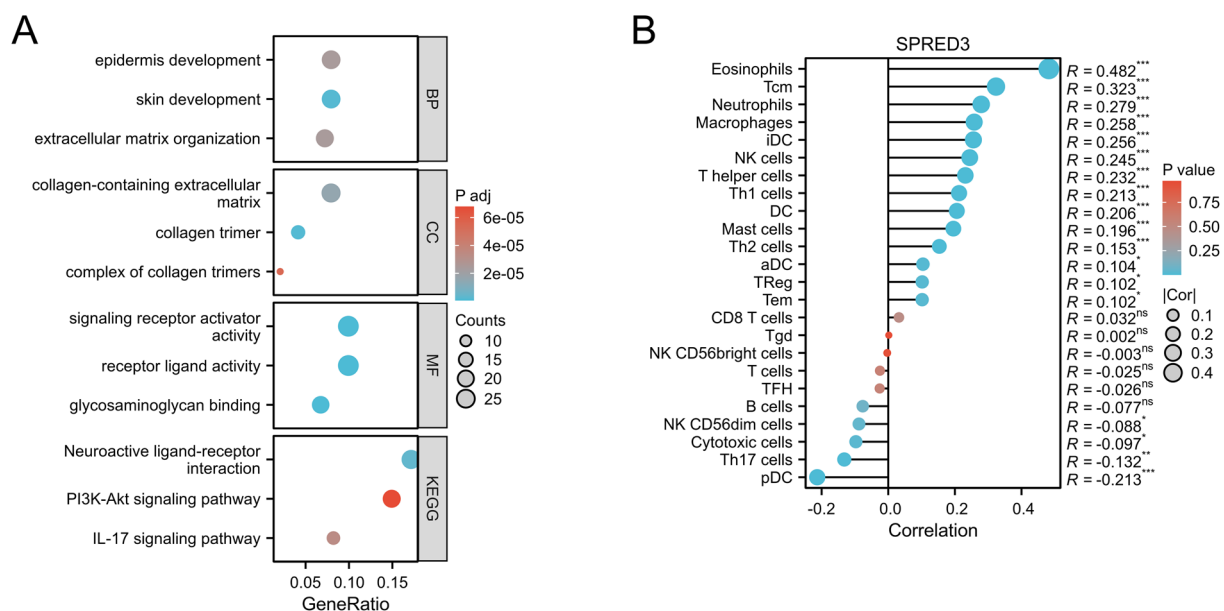 A
epidermis development
skin development
extracellular matrix organization
BP
collagen-containing extracellular
matrix
collagen trimer
complex of collagen trimers
CC
signaling receptor activator
activity
receptor ligand activity
glycosaminoglycan binding
MF
Neuroactive ligand-receptor
interaction
PI3K-Akt signaling pathway
IL-17 signaling pathway
KEGG
0.05 0.10 0.15
GeneRatio
P adj
6e-05
4e-05
2e-05
Counts
10
15
20
25
B
SPRED3
Eosinophils R = 0.482***
Tcm R = 0.323***
Neutrophils R = 0.279***
Macrophages R = 0.258***
iDC R = 0.256***
NK cells R = 0.245***
T helper cells R = 0.232***
Th1 cells R = 0.213***
DC R = 0.206***
Mast cells R = 0.196***
Th2 cells R = 0.153***
aDC R = 0.104*
TReg R = 0.102*
Tem R = 0.102*
CD8 T cells R = 0.032ns
Tgd R = 0.002ns
NK CD56bright cells R = -0.003ns
T cells R = -0.025ns
TFH R = -0.026ns
B cells R = -0.077ns
NK CD56dim cells R = -0.088*
Cytotoxic cells R = -0.097*
Th17 cells R = -0.132**
pDC R = -0.213***
-0.2 0.0 0.2 0.4
Correlation
P value
0.75
0.50
0.25
|Cor|
0.1
0.2
0.3
0.4